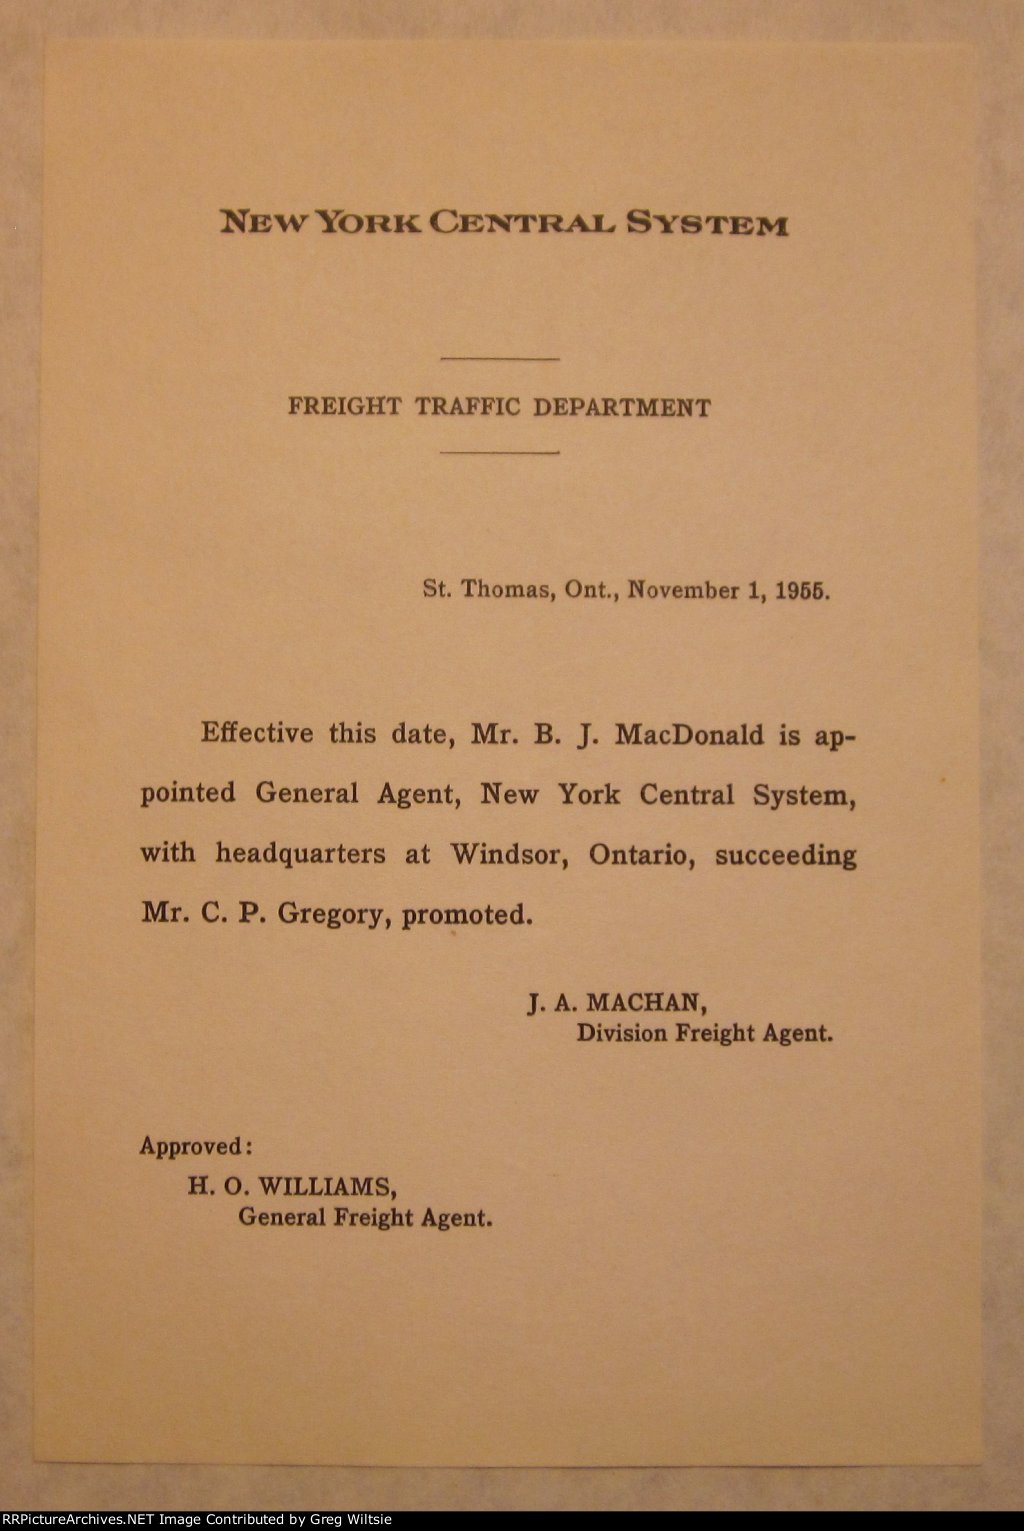 NEW YORK CENTRAL SYSTEM
FREIGHT TRAFFIC DEPARTMENT
St. Thomas, Ont., November 1, 1955.
Effective this date, Mr. B. J. MacDonald is ap-
pointed General Agent, New York Central System,
with headquarters at Windsor, Ontario, succeeding
Mr. C. P. Gregory, promoted.
J. A. MACHAN,
Division Freight Agent.
Approved:
H. O. WILLIAMS,
General Freight Agent.
RRPictureArchives.NET Image Contributed by Greg Wiltsie